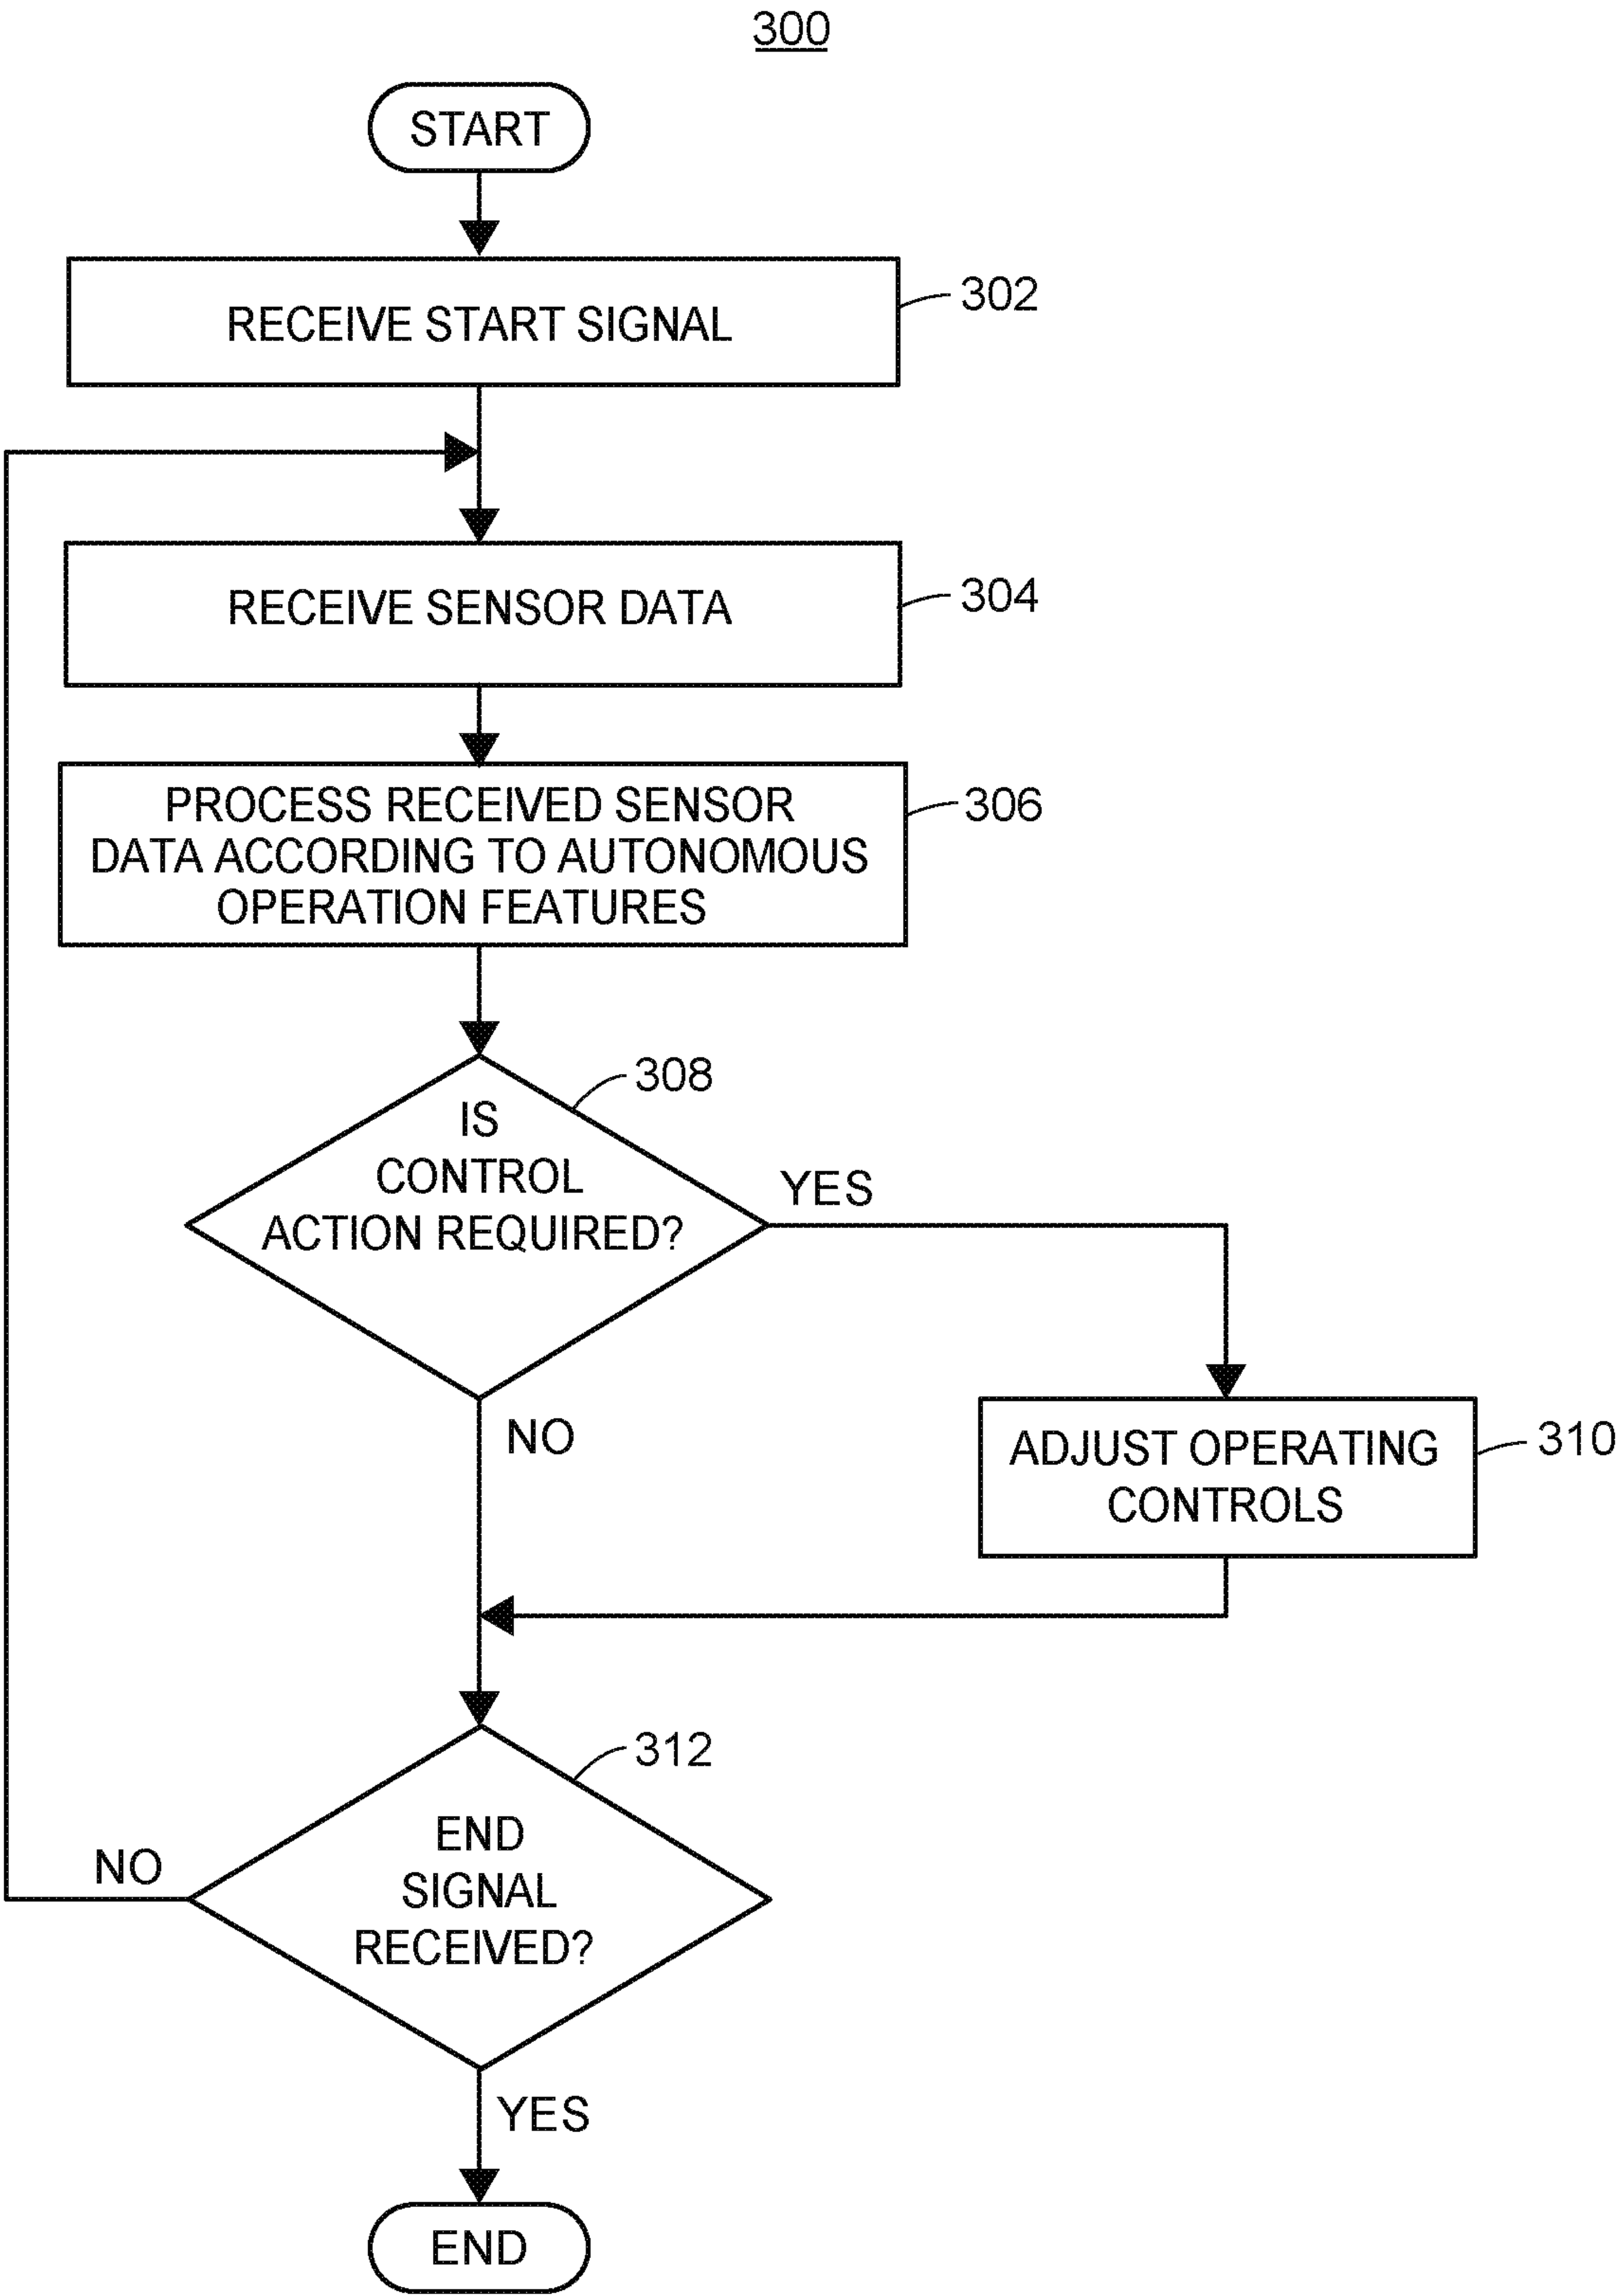 300
START
RECEIVE START SIGNAL
302
RECEIVE SENSOR DATA
304
PROCESS RECEIVED SENSOR
DATA ACCORDING TO AUTONOMOUS
OPERATION FEATURES
306
308
IS
CONTROL
ACTION REQUIRED?
YES
NO
ADJUST OPERATING
CONTROLS
310
312
END
SIGNAL
RECEIVED?
NO
YES
END